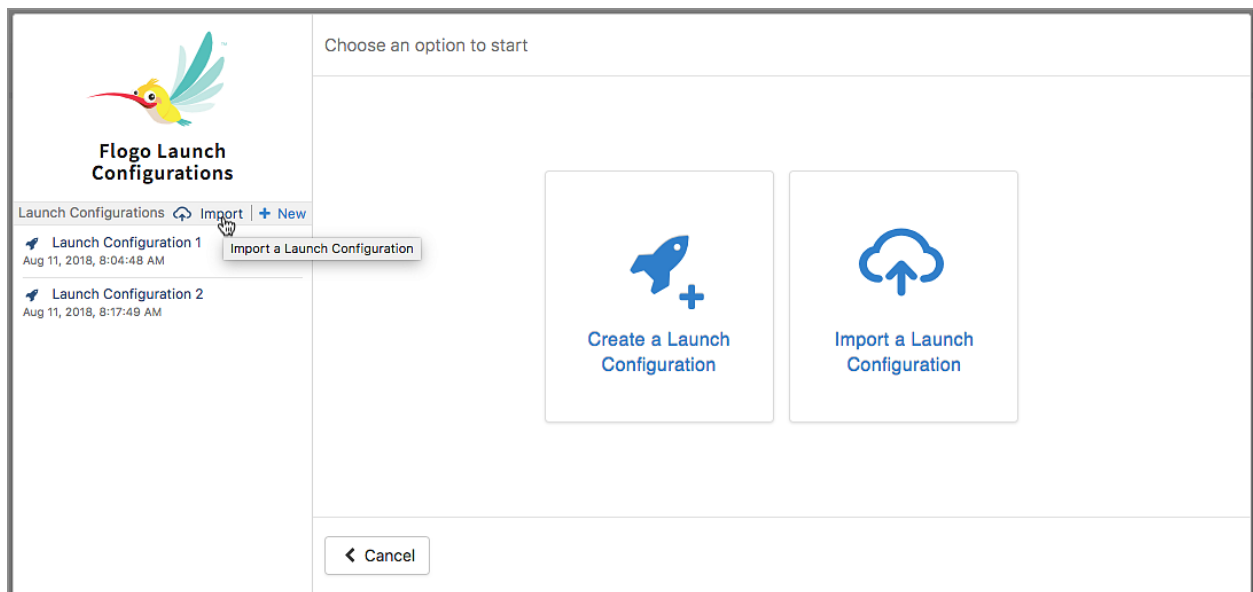 Choose an option to start
Flogo Launch
Configurations
Launch Configurations Import | + New
Launch Configuration 1
Import a Launch Configuration
Aug 11, 2018, 8:04:48 AM
Launch Configuration 2
Aug 11, 2018, 8:17:49 AM
Create a Launch
Configuration
Import a Launch
Configuration
Cancel